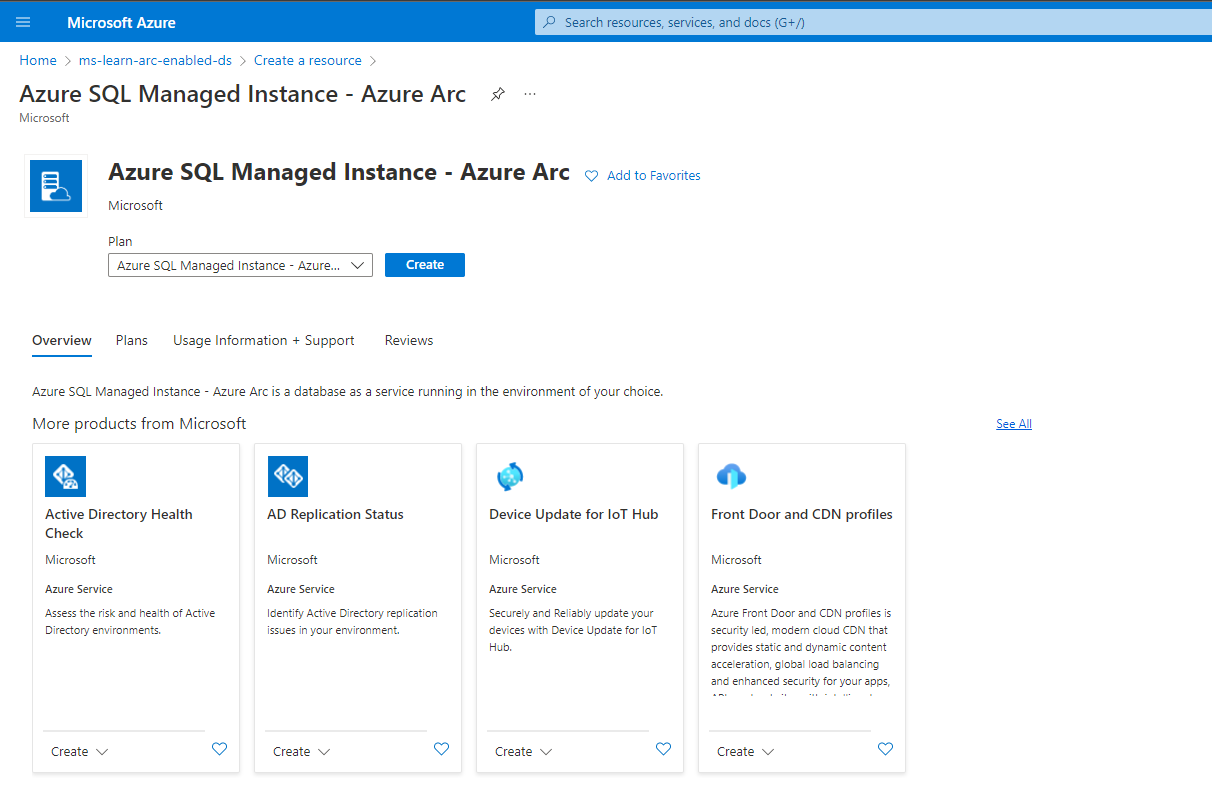 Microsoft Azure
Search resources, services, and docs (G+/)
Home > ms-learn-arc-enabled-ds > Create a resource >
Azure SQL Managed Instance - Azure Arc ...
Microsoft
Azure SQL Managed Instance - Azure Arc
Add to Favorites
Microsoft
Plan
Azure SQL Managed Instance - Azure...
Create
Overview
Plans
Usage Information + Support
Reviews
Azure SQL Managed Instance - Azure Arc is a database as a service running in the environment of your choice.
More products from Microsoft
See All
Active Directory Health
Check
Microsoft
Azure Service
Assess the risk and health of Active
Directory environments.
Create
AD Replication Status
Microsoft
Azure Service
Identify Active Directory replication
issues in your environment.
Create
Device Update for IoT Hub
Microsoft
Azure Service
Securely and Reliably update your
devices with Device Update for IoT
Hub.
Create
Front Door and CDN profiles
Microsoft
Azure Service
Azure Front Door and CDN profiles is
security led, modern cloud CDN that
provides static and dynamic content
acceleration, global load balancing
and enhanced security for your apps,
Create